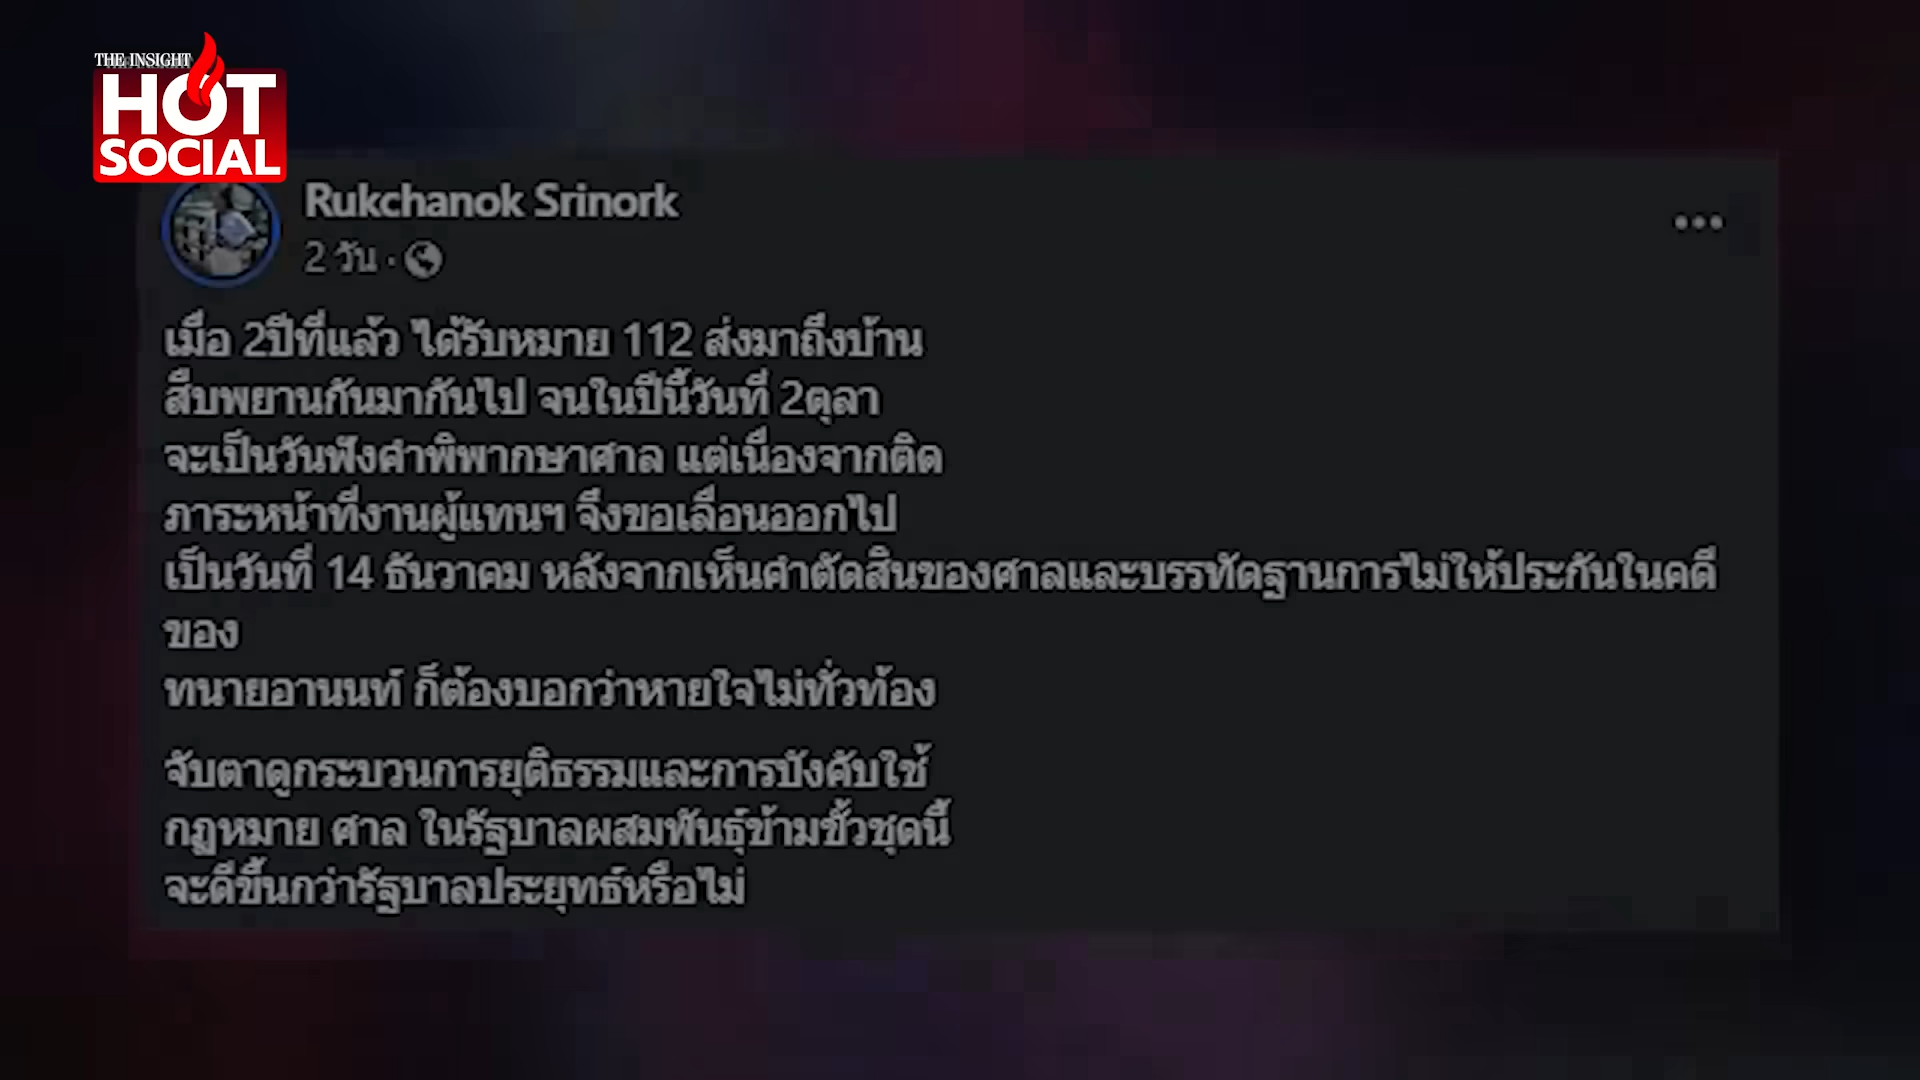 THE INSIGHT
HOT
SOCIAL
Rukchanok Srinork
2 วัน ·
เมื่อ 2ปีที่แล้ว ได้รับหมาย 112 ส่งมาถึงบ้าน
สืบพยานกันมากันไป จนในปีนี้วันที่ 2ตุลา
จะเป็นวันฟังคำพิพากษาศาล แต่เนื่องจากติด
ภาระหน้าที่งานผู้แทนฯ จึงขอเลื่อนออกไป
เป็นวันที่ 14 ธันวาคม หลังจากเห็นคำตัดสินของศาลและบรรทัดฐานการไม่ให้ประกันในคดี
ของ
ทนายอานนท์ ก็ต้องบอกว่าหายใจไม่ทั่วท้อง
จับตาดูกระบวนการยุติธรรมและการบังคับใช้
กฎหมาย ศาล ในรัฐบาลผสมพันธุ์ข้ามขั้วชุดนี้
จะดีขึ้นกว่ารัฐบาลประยุทธ์หรือไม่